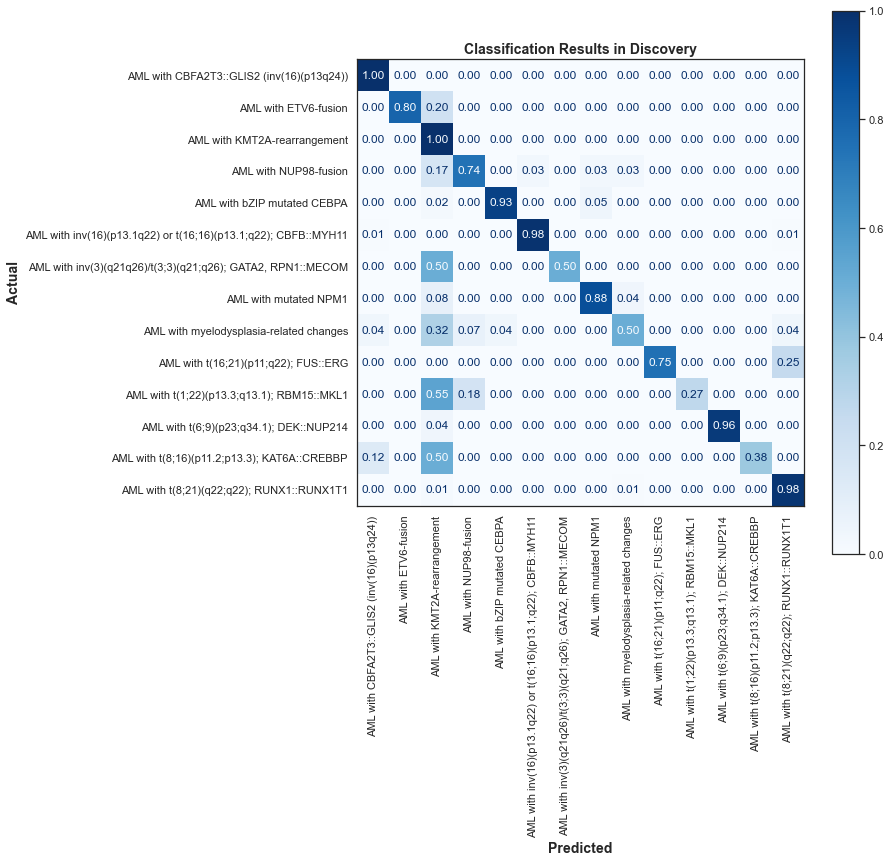 Classification Results in Discovery
Actual
AML with CBFA2T3::GLIS2 (inv(16)(p13q24)) 1.00 0.00 0.00 0.00 0.00 0.00 0.00 0.00 0.00 0.00 0.00 0.00 0.00 0.00
AML with ETV6-fusion 0.00 0.80 0.20 0.00 0.00 0.00 0.00 0.00 0.00 0.00 0.00 0.00 0.00 0.00
AML with KMT2A-rearrangement 0.00 0.00 1.00 0.00 0.00 0.00 0.00 0.00 0.00 0.00 0.00 0.00 0.00 0.00
AML with NUP98-fusion 0.00 0.00 0.17 0.74 0.00 0.03 0.00 0.03 0.03 0.00 0.00 0.00 0.00 0.00
AML with bZIP mutated CEBPA 0.00 0.00 0.02 0.00 0.93 0.00 0.00 0.05 0.00 0.00 0.00 0.00 0.00 0.00
AML with inv(16)(p13.1q22) or t(16;16)(p13.1;q22); CBFB::MYH11 0.01 0.00 0.00 0.00 0.00 0.98 0.00 0.00 0.00 0.00 0.00 0.00 0.00 0.01
AML with inv(3)(q21q26)/t(3;3)(q21;q26); GATA2, RPN1::MECOM 0.00 0.00 0.50 0.00 0.00 0.00 0.50 0.00 0.00 0.00 0.00 0.00 0.00 0.00
AML with mutated NPM1 0.00 0.00 0.08 0.00 0.00 0.00 0.00 0.88 0.04 0.00 0.00 0.00 0.00 0.00
AML with myelodysplasia-related changes 0.04 0.00 0.32 0.07 0.04 0.00 0.00 0.00 0.50 0.00 0.00 0.00 0.00 0.04
AML with t(16;21)(p11;q22); FUS::ERG 0.00 0.00 0.00 0.00 0.00 0.00 0.00 0.00 0.00 0.75 0.00 0.00 0.00 0.25
AML with t(1;22)(p13.3;q13.1); RBM15::MKL1 0.00 0.00 0.55 0.18 0.00 0.00 0.00 0.00 0.00 0.00 0.27 0.00 0.00 0.00
AML with t(6;9)(p23;q34.1); DEK::NUP214 0.00 0.00 0.04 0.00 0.00 0.00 0.00 0.00 0.00 0.00 0.00 0.96 0.00 0.00
AML with t(8;16)(p11.2;p13.3); KAT6A::CREBBP 0.12 0.00 0.50 0.00 0.00 0.00 0.00 0.00 0.00 0.00 0.00 0.00 0.38 0.00
AML with t(8;21)(q22;q22); RUNX1::RUNX1T1 0.00 0.00 0.01 0.00 0.00 0.00 0.00 0.00 0.01 0.00 0.00 0.00 0.00 0.98
AML with CBFA2T3::GLIS2 (inv(16)(p13q24))
AML with ETV6-fusion
AML with KMT2A-rearrangement
AML with NUP98-fusion
AML with bZIP mutated CEBPA
AML with inv(16)(p13.1q22) or t(16;16)(p13.1;q22); CBFB::MYH11
AML with inv(3)(q21q26)/t(3;3)(q21;q26); GATA2, RPN1::MECOM
AML with mutated NPM1
AML with myelodysplasia-related changes
AML with t(16;21)(p11;q22); FUS::ERG
AML with t(1;22)(p13.3;q13.1); RBM15::MKL1
AML with t(6;9)(p23;q34.1); DEK::NUP214
AML with t(8;16)(p11.2;p13.3); KAT6A::CREBBP
AML with t(8;21)(q22;q22); RUNX1::RUNX1T1
Predicted
1.0
0.8
0.6
0.4
0.2
0.0